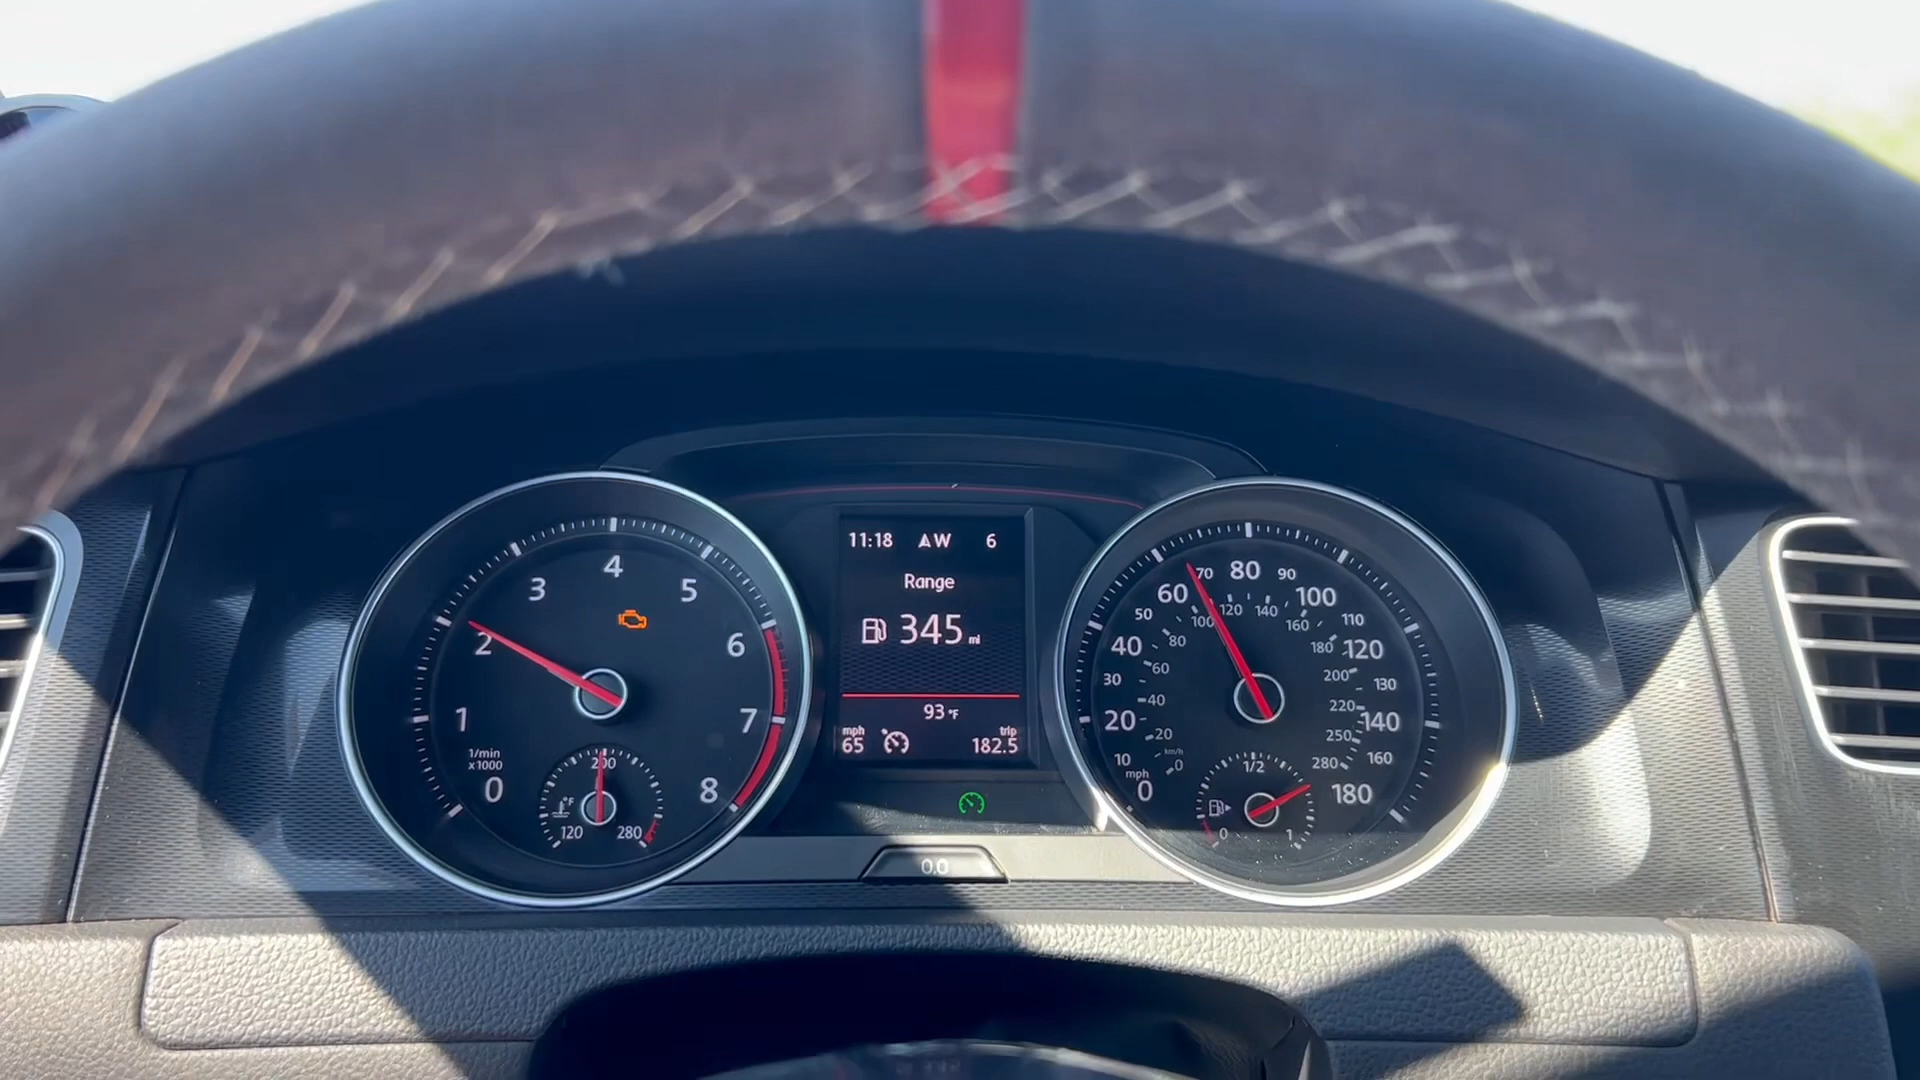 11:18 W 6
Range
345 mi
93 °F
mph
65
trip
182.5
0.0
0 1 2 3 4 5 6 7 8
1/min
x1000
120 200 280
°F
0 10 20 30 40 50 60 70 80 90 100 110 120 130 140 160 180
mph
km/h
0 20 40 60 80 100 120 140 160 180 200 220 250 280
0 1/2 1